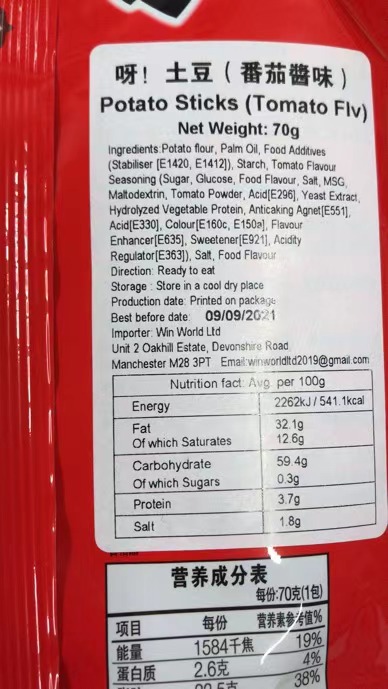 呀！土豆（番茄醬味）
Potato Sticks (Tomato Flv)
Net Weight: 70g
Ingredients:Potato flour, Palm Oil, Food Additives
(Stabiliser [E1420, E1412]), Starch, Tomato Flavour
Seasoning (Sugar, Glucose, Food Flavour, Salt, MSG,
Maltodextrin, Tomato Powder, Acid[E296], Yeast Extract,
Hydrolyzed Vegetable Protein, Anticaking Agnet[E551],
Acid[E330], Colour[E160c, E150a], Flavour
Enhancer[E635], Sweetener[E921], Acidity
Regulator[E363]), Salt, Food Flavour
Direction: Ready to eat
Storage : Store in a cool dry place
Production date: Printed on package
Best before date: 09/09/2021
Importer: Win World Ltd
Unit 2 Oakhill Estate, Devonshire Road
Manchester M28 3PT Email:winworldltd2019@gmail.com
Nutrition fact: Avg. per 100g
Energy 2262kJ / 541.1kcal
Fat 32.1g
Of which Saturates 12.6g
Carbohydrate 59.4g
Of which Sugars 0.3g
Protein 3.7g
Salt 1.8g
营养成分表
每份:70克(1包)
项目 每份 营养素参考值%
能量 1584千焦 19%
蛋白质 2.6克 4%
38%